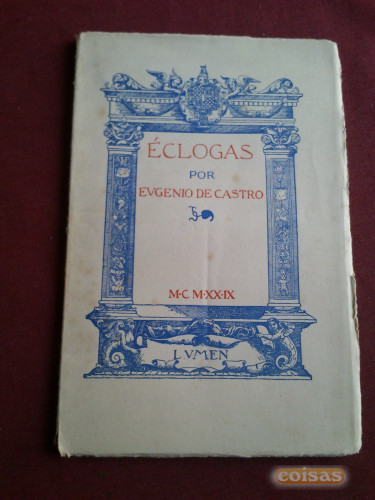 ÉCLOGAS
POR
EVGENIO DE CASTRO
M·C M·XX·IX
LVMEN
coisas